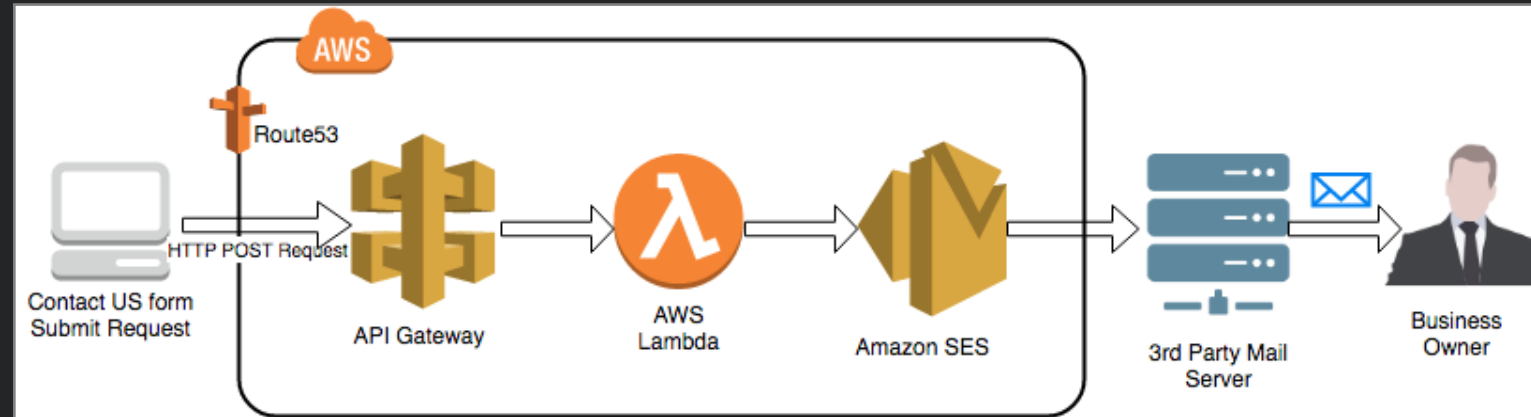 AWS
Route53
HTTP POST Request
Contact US form
Submit Request
API Gateway
AWS
Lambda
Amazon SES
3rd Party Mail
Server
Business
Owner